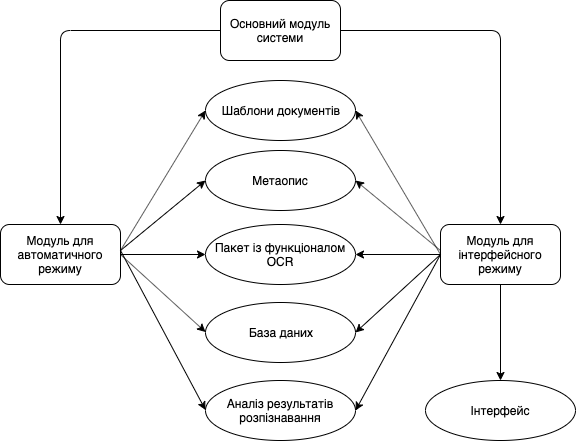 Основний модуль
системи
Шаблони документів
Метаопис
Модуль для
автоматичного
режиму
Пакет із функціоналом
OCR
Модуль для
інтерфейсного
режиму
База даних
Аналіз результатів
розпізнавання
Інтерфейс